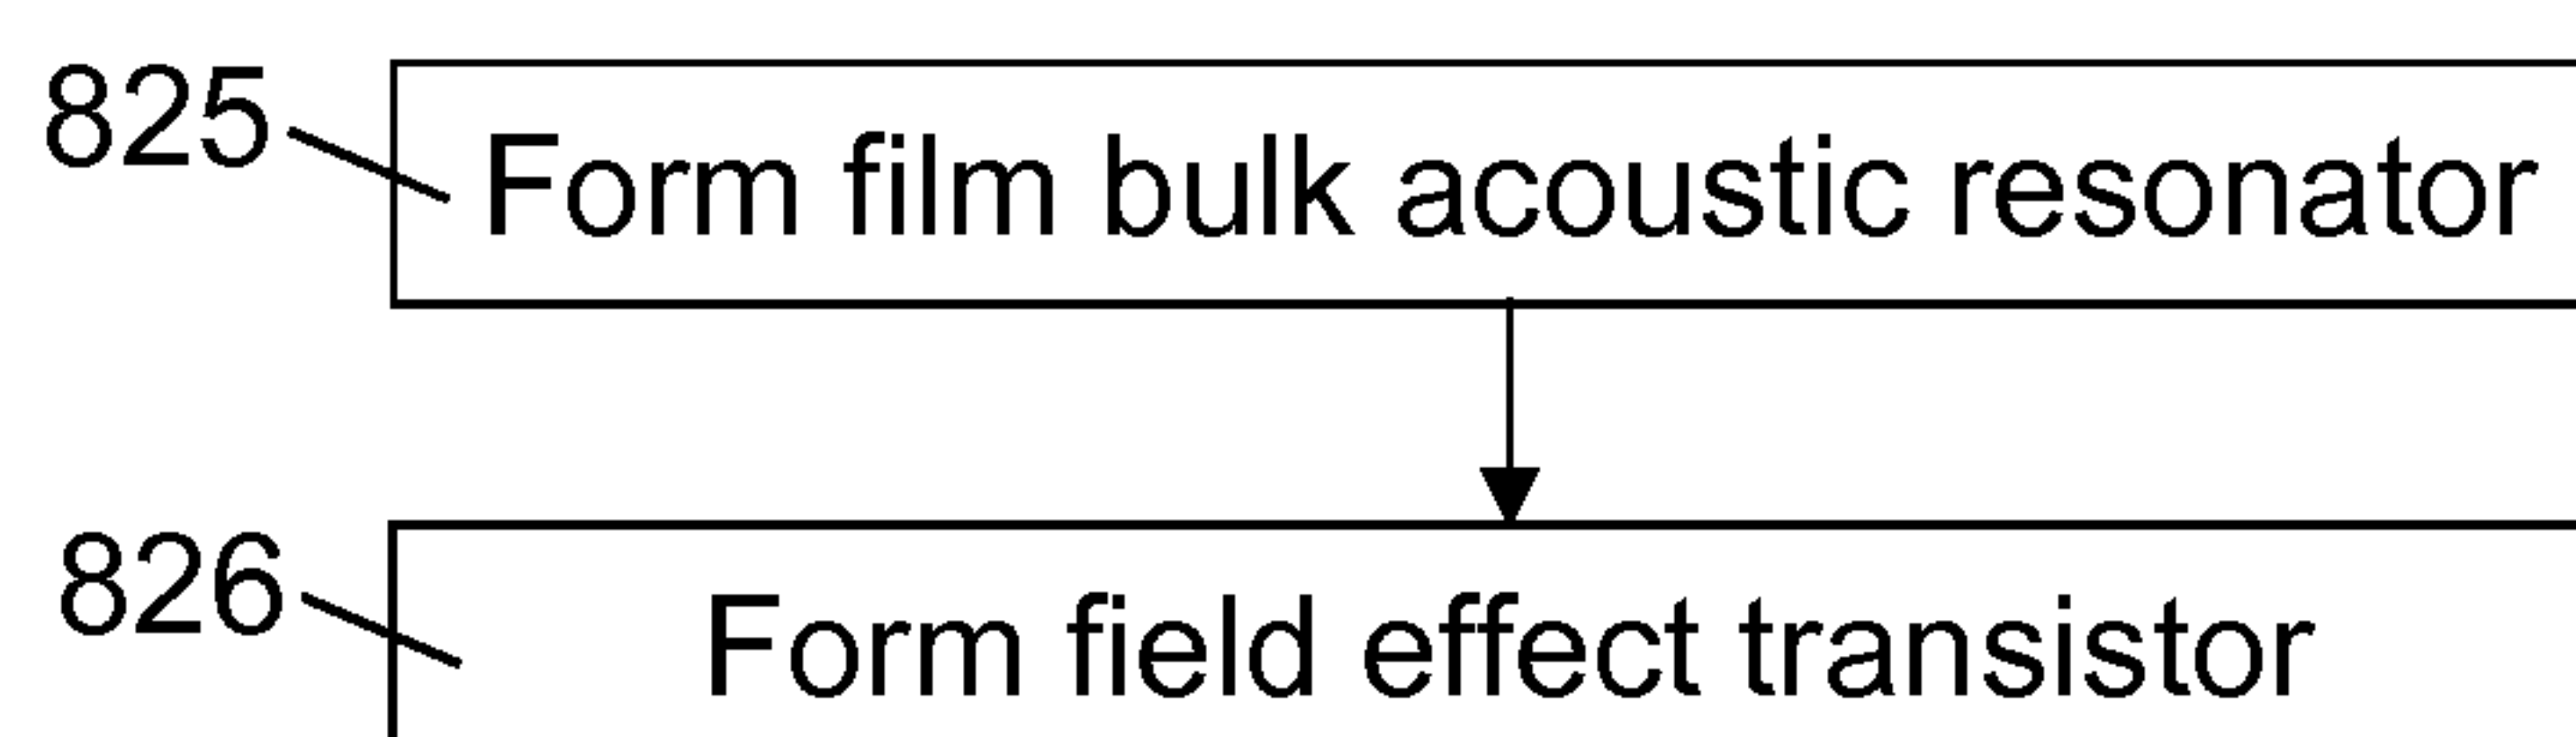 825 Form film bulk acoustic resonator
826 Form field effect transistor